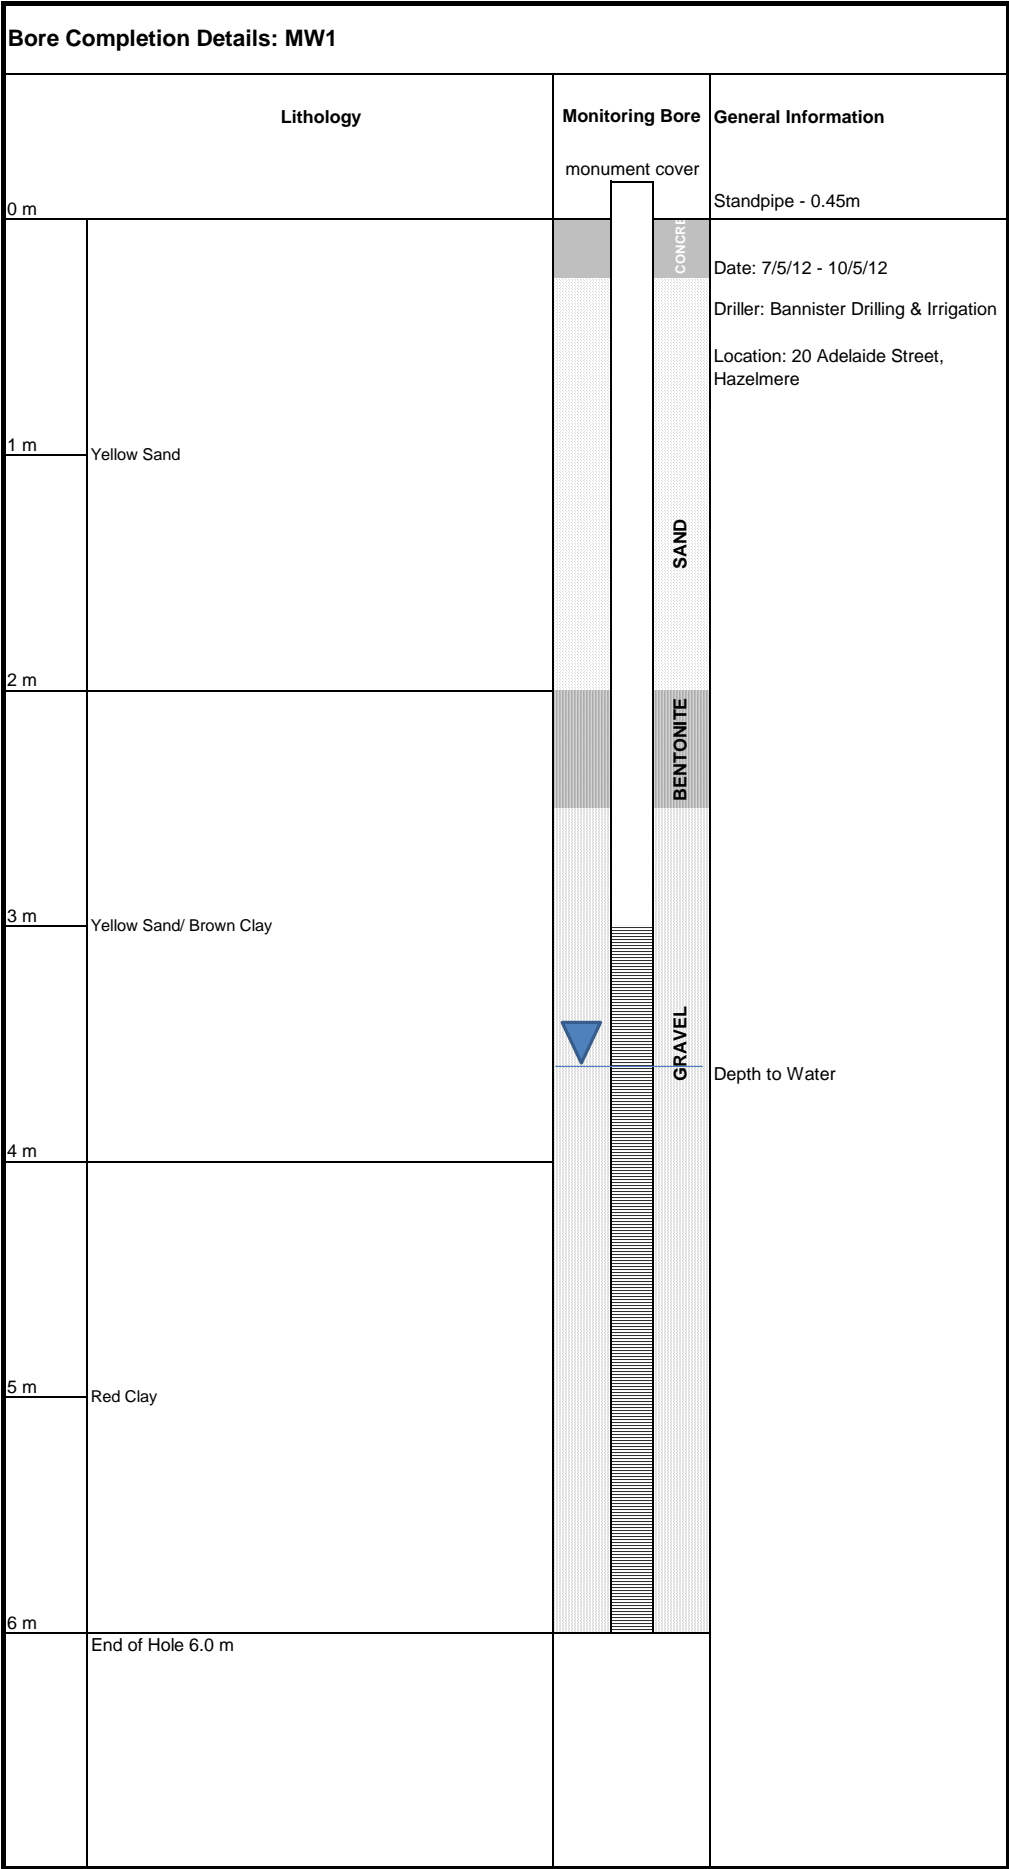 Bore Completion Details: MW1
Lithology
Monitoring Bore
General Information
monument cover
Standpipe - 0.45m
0 m
CONCRE
Date: 7/5/12 - 10/5/12
Driller: Bannister Drilling & Irrigation
Location: 20 Adelaide Street,
Hazelmere
1 m
Yellow Sand
SAND
2 m
BENTONITE
3 m
Yellow Sand/ Brown Clay
GRAVEL
Depth to Water
4 m
5 m
Red Clay
6 m
End of Hole 6.0 m